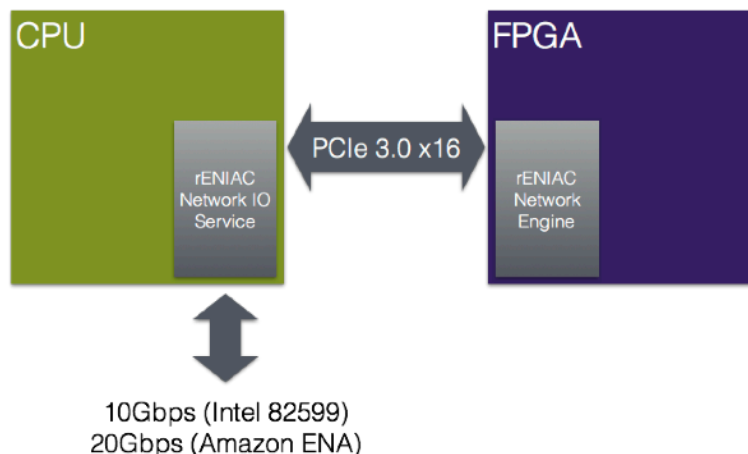 CPU
FPGA
PCIe 3.0 x16
rENIAC
Network IO
Service
rENIAC
Network
Engine
10Gbps (Intel 82599)
20Gbps (Amazon ENA)